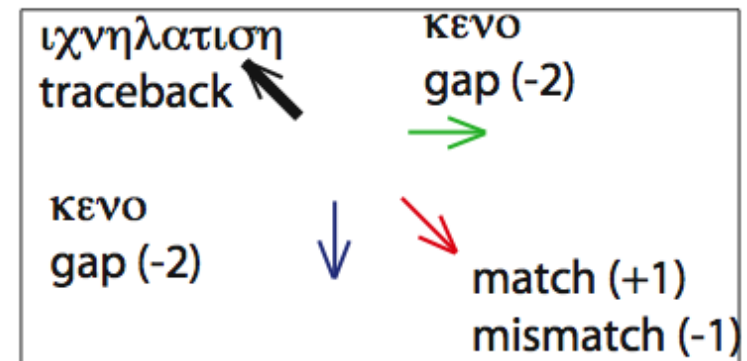 ιχνηλατιση
traceback
κενο
gap (-2)
κενο
gap (-2)
match (+1)
mismatch (-1)